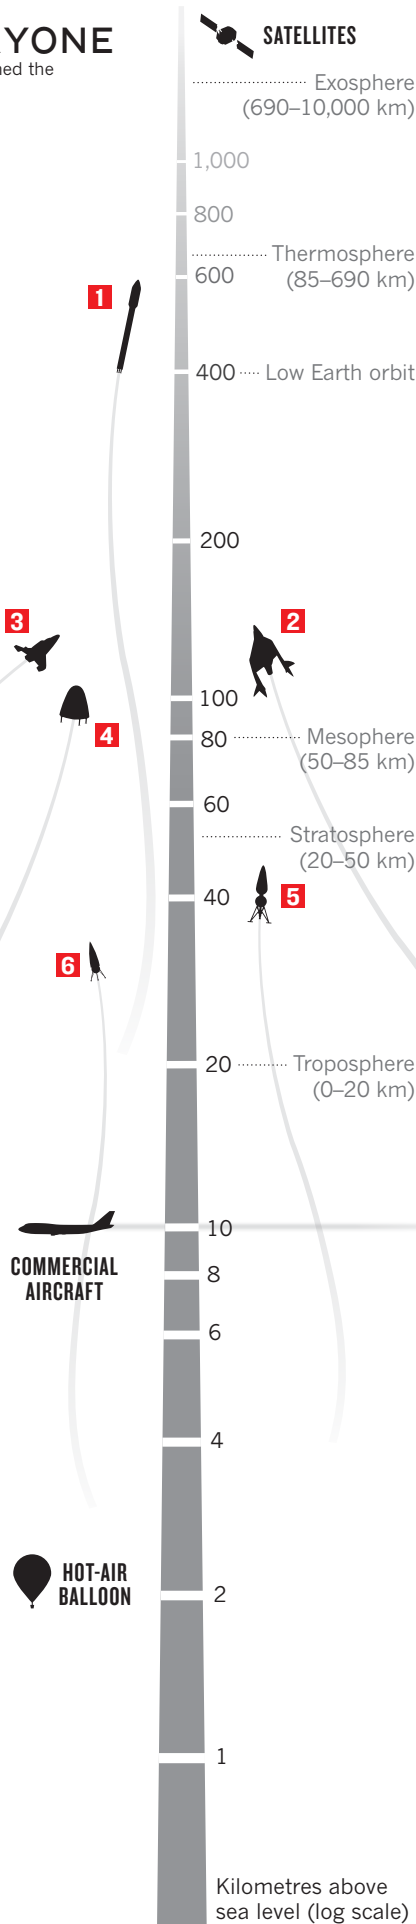 YONE
ned the
SATELLITES
Exosphere
(690–10,000 km)
1,000
800
Thermosphere
(85–690 km)
600
1
400
Low Earth orbit
200
3
2
100
4
80
Mesophere
(50–85 km)
60
Stratosphere
(20–50 km)
40
5
6
20
Troposphere
(0–20 km)
10
COMMERCIAL
AIRCRAFT
8
6
4
HOT-AIR
BALLOON
2
1
Kilometres above
sea level (log scale)